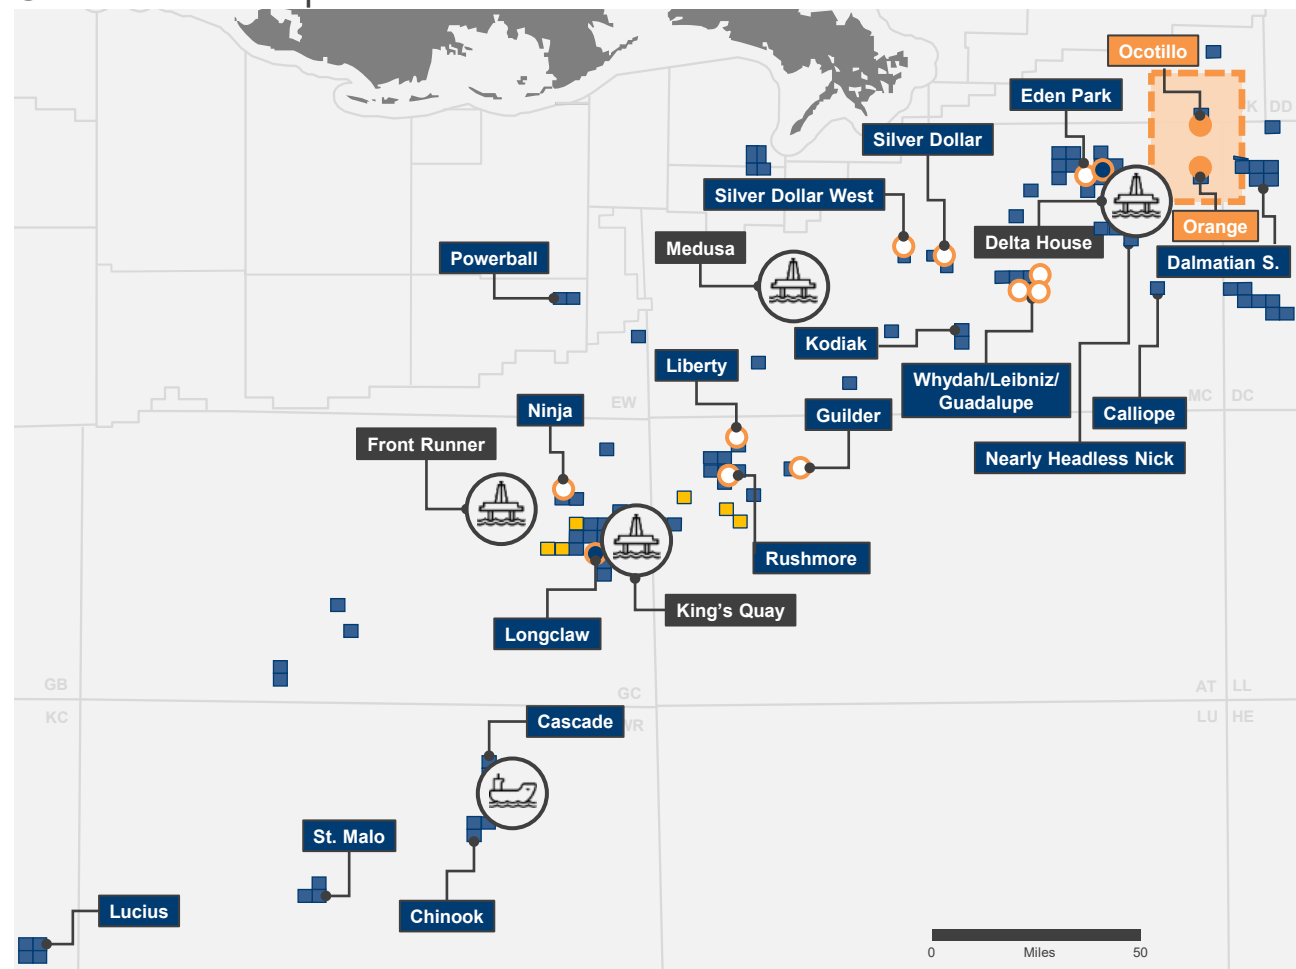 Ocotillo
Eden Park
K
DD
Silver Dollar
Silver Dollar West
Orange
Medusa
Delta House
Powerball
Dalmatian S.
Kodiak
Liberty
Whydah/Leibniz/
Guadalupe
MC
DC
EW
Ninja
Guilder
Calliope
Front Runner
Nearly Headless Nick
Rushmore
King's Quay
Longclaw
GB
GC
AT
LL
KC
WR
LU
HE
Cascade
St. Malo
Lucius
Chinook
0
Miles
50